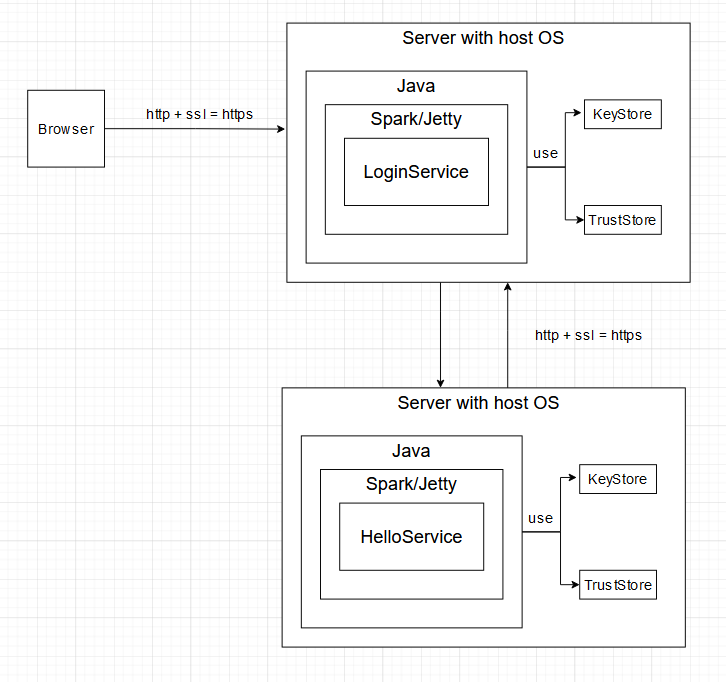 Server with host OS
Java
Spark/Jetty
LoginService
Browser
http + ssl = https
use
KeyStore
TrustStore
http + ssl = https
Server with host OS
Java
Spark/Jetty
HelloService
use
KeyStore
TrustStore